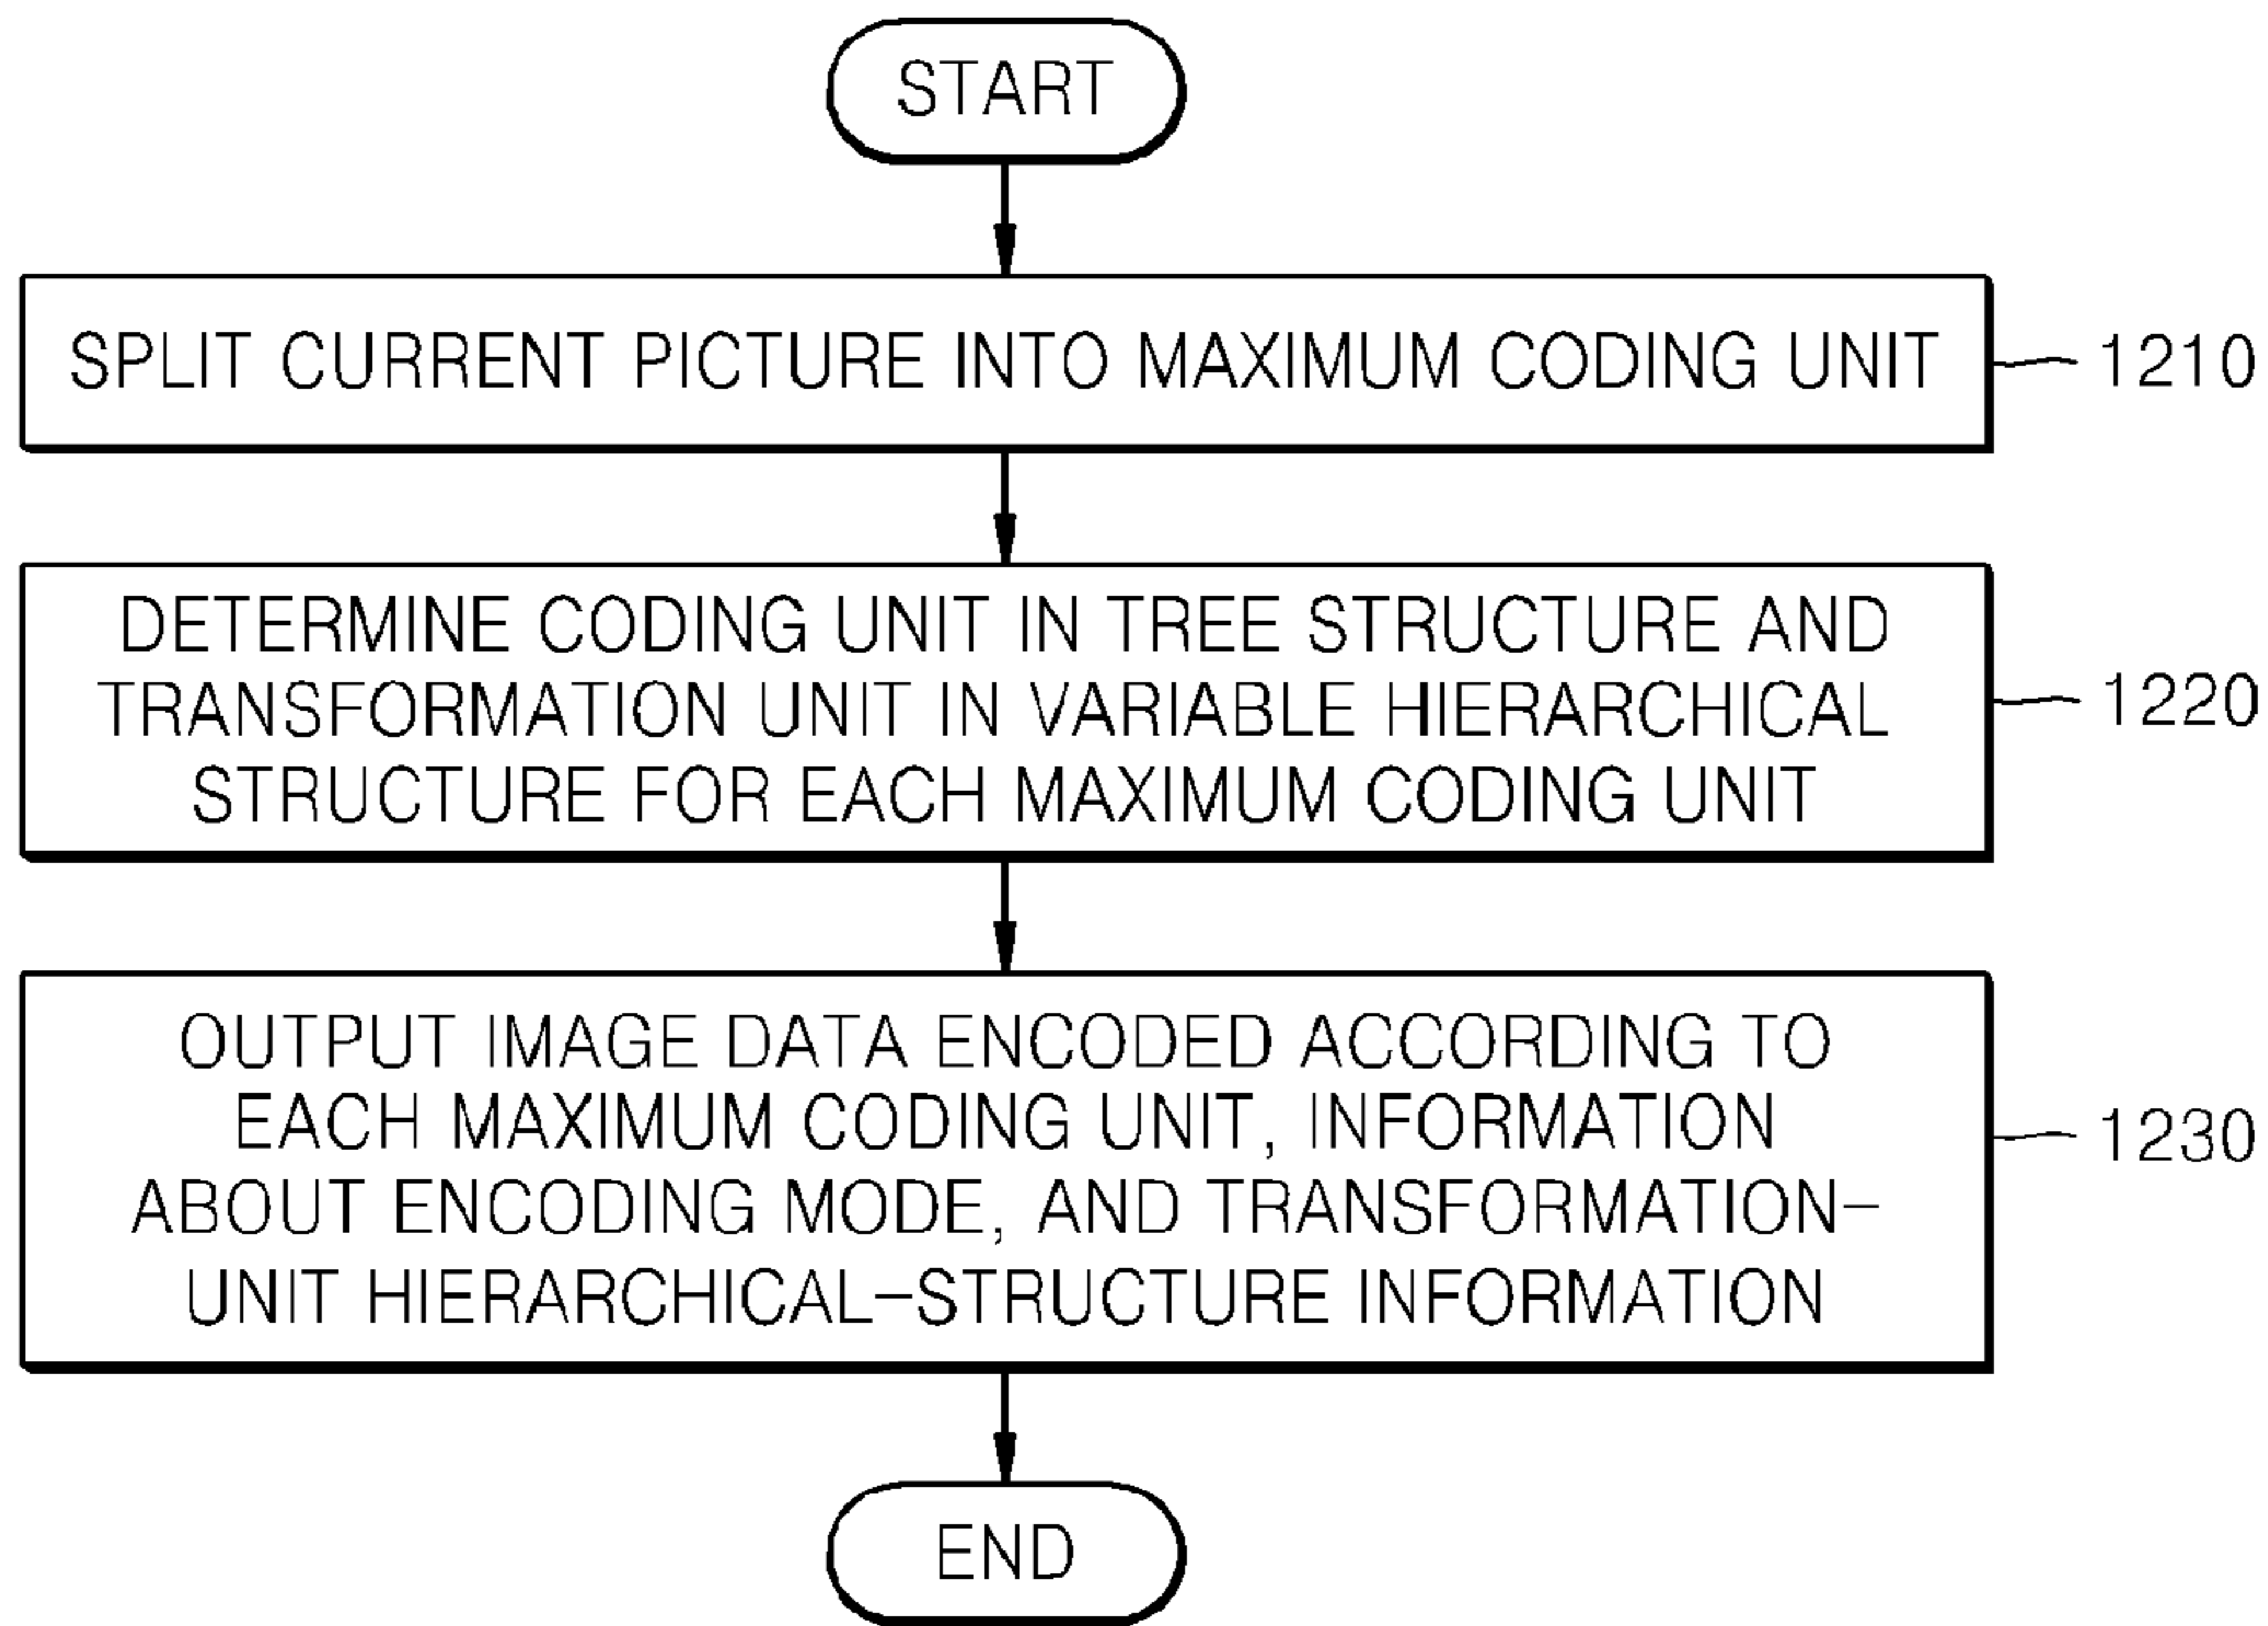 START
SPLIT CURRENT PICTURE INTO MAXIMUM CODING UNIT
1210
DETERMINE CODING UNIT IN TREE STRUCTURE AND
TRANSFORMATION UNIT IN VARIABLE HIERARCHICAL
STRUCTURE FOR EACH MAXIMUM CODING UNIT
1220
OUTPUT IMAGE DATA ENCODED ACCORDING TO
EACH MAXIMUM CODING UNIT, INFORMATION
ABOUT ENCODING MODE, AND TRANSFORMATION-
UNIT HIERARCHICAL-STRUCTURE INFORMATION
1230
END